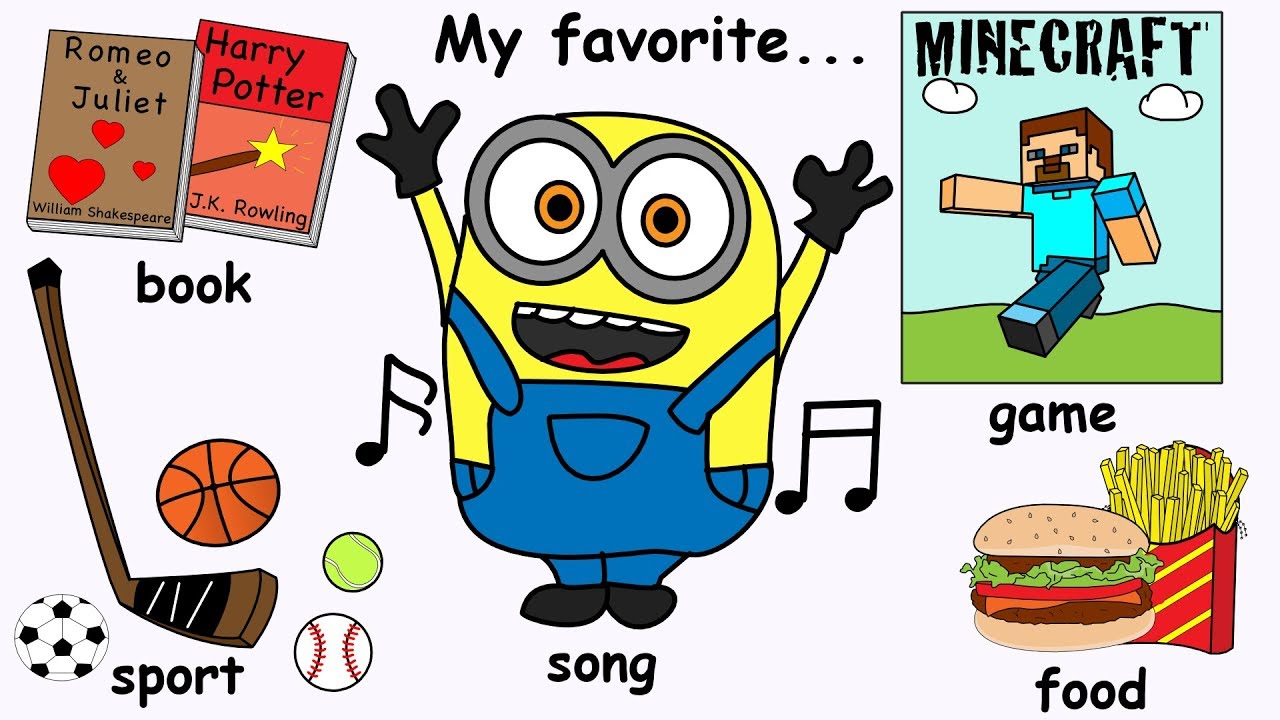 My favorite...
Romeo
&
Juliet
William Shakespeare
Harry
Potter
J.K. Rowling
book
MINECRAFT
game
sport
song
food